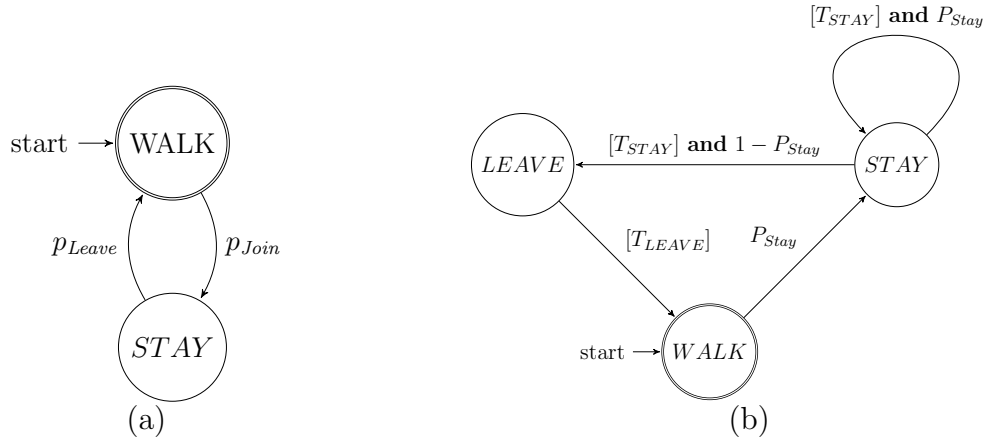 start
WALK
p_Leave
p_Join
STAY
(a)
[T_STAY] and P_Stay
LEAVE
[T_STAY] and 1 − P_Stay
STAY
[T_LEAVE]
P_Stay
start
WALK
(b)